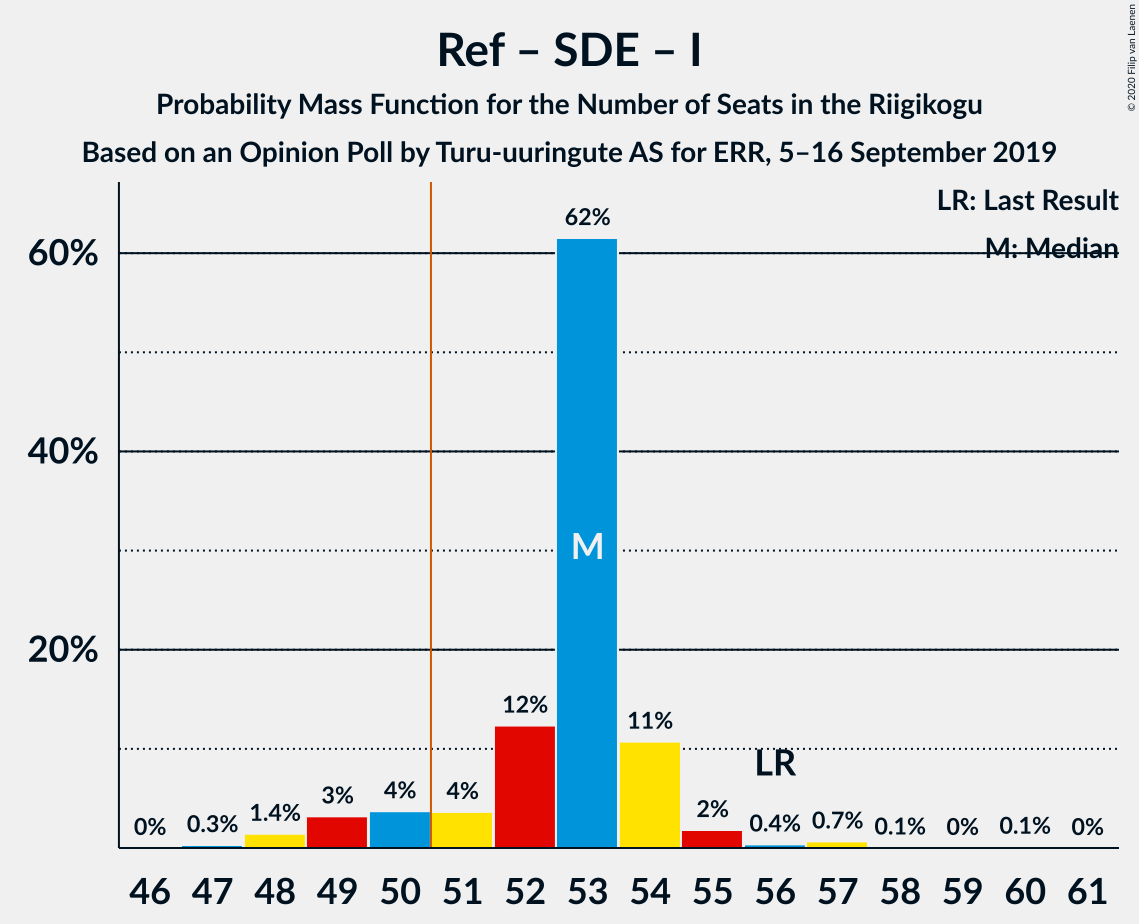 Ref – SDE – I
Probability Mass Function for the Number of Seats in the Riigikogu
Based on an Opinion Poll by Turu-uuringute AS for ERR, 5–16 September 2019
© 2020 Filip van Laenen
LR: Last Result
M: Median
60%
40%
20%
0%
0.3%
1.4%
3%
4%
4%
12%
62%
11%
2%
0.4%
0.7%
0.1%
0%
0.1%
0%
M
LR
46 47 48 49 50 51 52 53 54 55 56 57 58 59 60 61